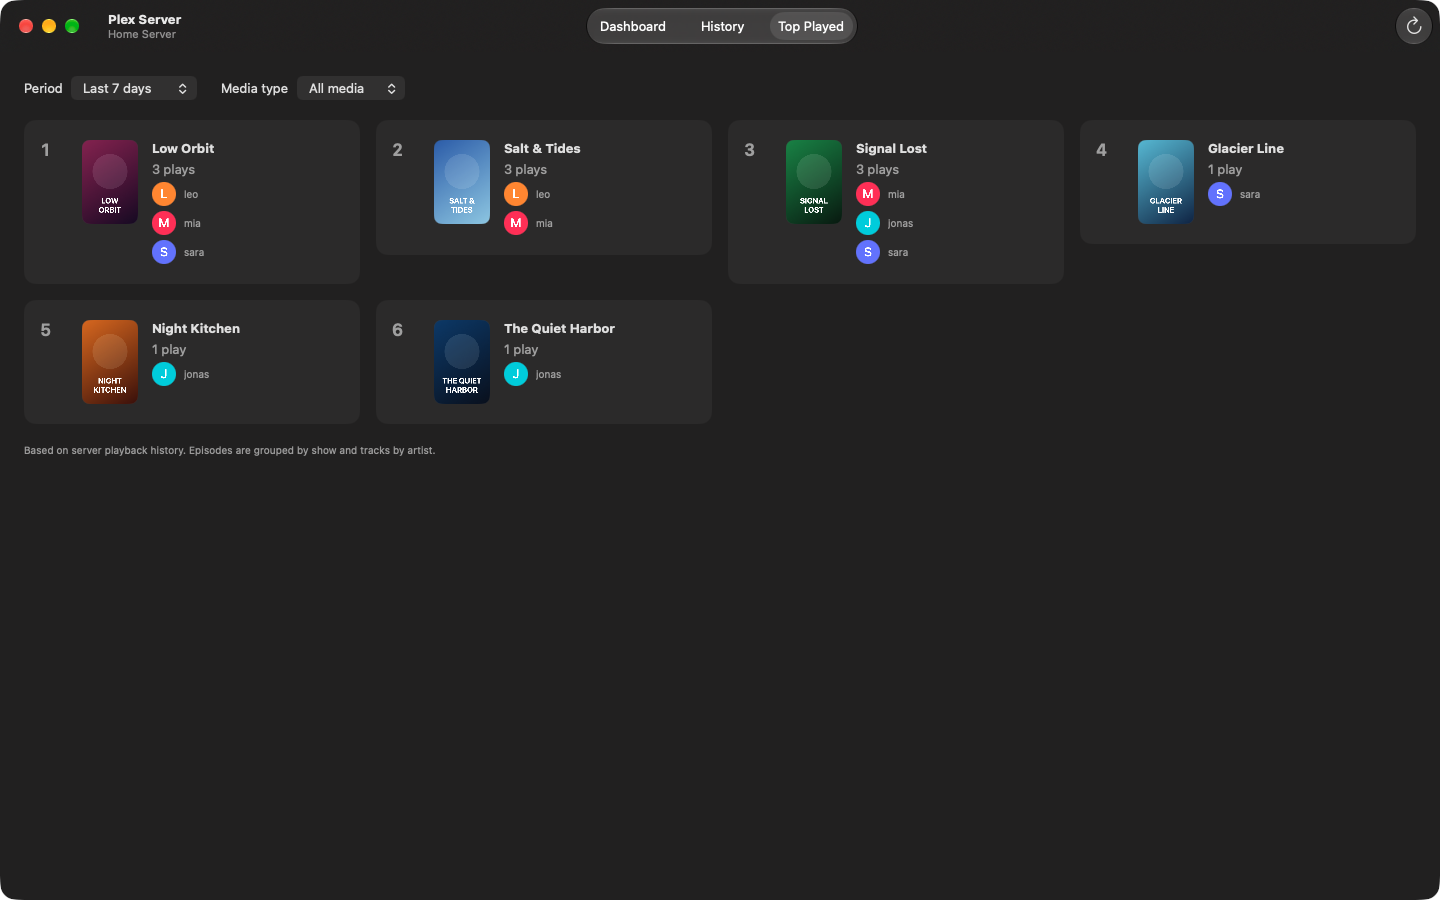 Plex Server
Home Server
Dashboard
History
Top Played
Period
Last 7 days
Media type
All media
1
LOW
ORBIT
Low Orbit
3 plays
L leo
M mia
S sara
2
SALT &
TIDES
Salt & Tides
3 plays
L leo
M mia
3
SIGNAL
LOST
Signal Lost
3 plays
M mia
J jonas
S sara
4
GLACIER
LINE
Glacier Line
1 play
S sara
5
NIGHT
KITCHEN
Night Kitchen
1 play
J jonas
6
THE QUIET
HARBOR
The Quiet Harbor
1 play
J jonas
Based on server playback history. Episodes are grouped by show and tracks by artist.